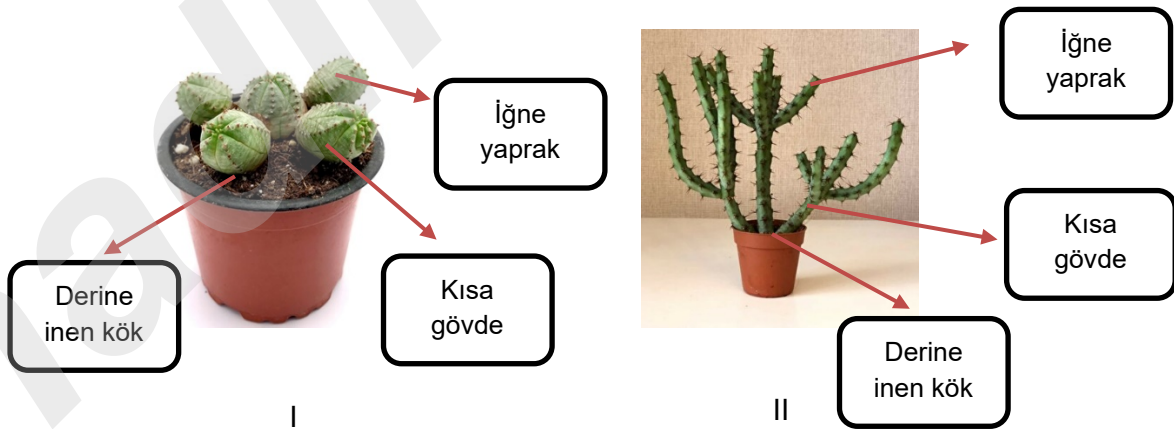 İğne
yaprak
Kısa
gövde
Derine
inen kök
I
İğne
yaprak
Kısa
gövde
Derine
inen kök
II